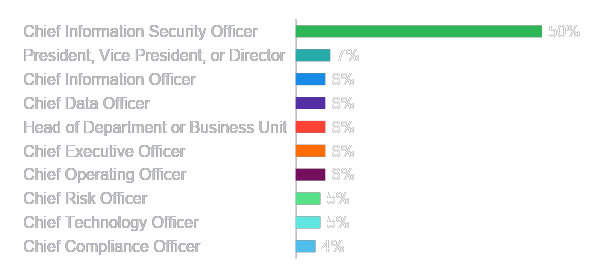 Chief Information Security Officer 50%
President, Vice President, or Director 7%
Chief Information Officer 6%
Chief Data Officer 6%
Head of Department or Business Unit 6%
Chief Executive Officer 6%
Chief Operating Officer 6%
Chief Risk Officer 5%
Chief Technology Officer 5%
Chief Compliance Officer 4%